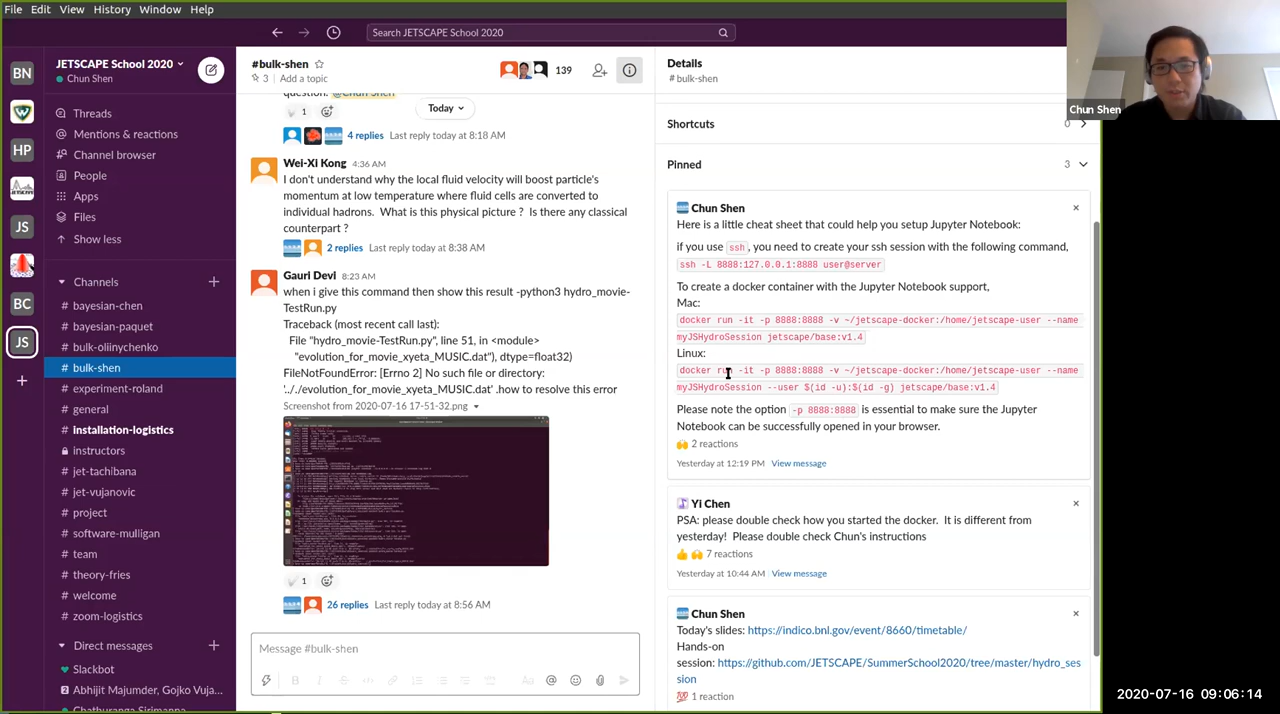 File Edit View History Window Help
Search JETSCAPE School 2020
BN
HP
JETSCAPE
JS
BC
JS
JETSCAPE School 2020
Chun Shen
Threads
Mentions & reactions
Channel browser
People
Apps
Files
Show less
Channels
# bayesian-chen
# bayesian-paquet
# bulk-oliinychenko
# bulk-shen
# experiment-roland
# general
# installation-logistics
instructors
# jet-tachibana
# jet-vujanovic
# project
# software-mulligan
# team
# theory-fries
# welcome
# zoom-logistics
Direct messages
Slackbot
2 Abhijit Majumder, Gojko Vuja...
Chathuranga Sirimanna
#bulk-shen
3 | Add a topic
139
question: @Chun Shen
Today
1
4 replies Last reply today at 8:18 AM
Wei-Xi Kong 4:36 AM
I don't understand why the local fluid velocity will boost particle's
momentum at low temperature where fluid cells are converted to
individual hadrons. What is this physical picture ? Is there any classical
counterpart ?
2 replies Last reply today at 8:38 AM
Gauri Devi 8:23 AM
when i give this command then show this result -python3 hydro_movie-
TestRun.py
Traceback (most recent call last):
File "hydro_movie-TestRun.py", line 51, in <module>
"evolution_for_movie_xyeta_MUSIC.dat"), dtype=float32)
FileNotFoundError: [Errno 2] No such file or directory:
'../../evolution_for_movie_xyeta_MUSIC.dat' .how to resolve this error
Screenshot from 2020-07-16 17-51-32.png
1
26 replies Last reply today at 8:56 AM
Message #bulk-shen
Details
# bulk-shen
Shortcuts 0
Pinned 3
Chun Shen
Here is a little cheat sheet that could help you setup Jupyter Notebook:
if you use ssh, you need to create your ssh session with the following command,
ssh -L 8888:127.0.0.1:8888 user@server
To create a docker container with the Jupyter Notebook support,
Mac:
docker run -it -p 8888:8888 -v ~/jetscape-docker:/home/jetscape-user --name
myJSHydroSession jetscape/base:v1.4
Linux:
docker run -it -p 8888:8888 -v ~/jetscape-docker:/home/jetscape-user --name
myJSHydroSession --user $(id -u):$(id -g) jetscape/base:v1.4
Please note the option -p 8888:8888 is essential to make sure the Jupyter
Notebook can be successfully opened in your browser.
2 reactions
Yesterday at 12:19 PM | View message
Yi Chen
PSA: please double check how you started the docker. It is different from
yesterday! Please double check Chun's instructions
7 reactions
Yesterday at 10:44 AM | View message
Chun Shen
Today's slides: https://indico.bnl.gov/event/8660/timetable/
Hands-on
session: https://github.com/JETSCAPE/SummerSchool2020/tree/master/hydro_ses
sion
1 reaction
Chun Shen
2020-07-16 09:06:14